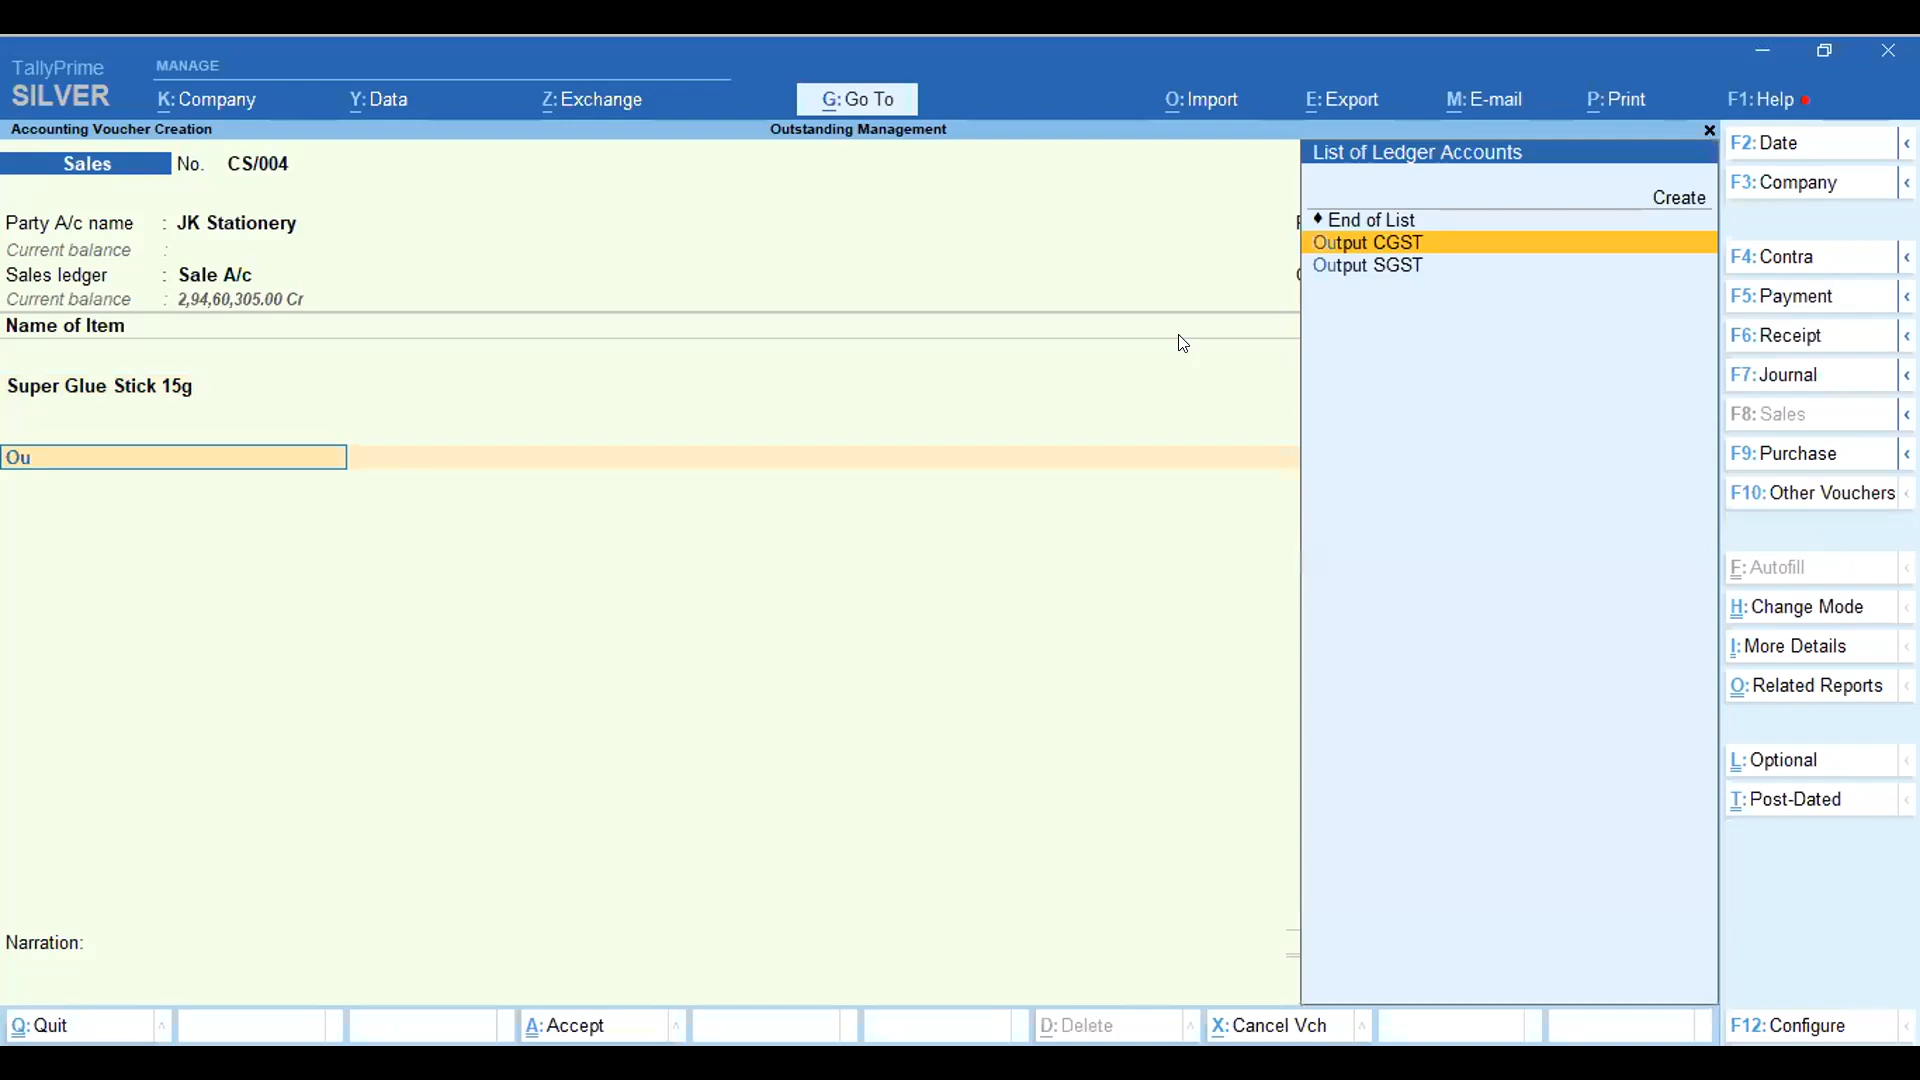 MANAGE
TallyPrime
SILVER
K: Company
Y: Data
Z: Exchange
G: Go To
O: Import
E: Export
M: E-mail
P: Print
F1: Help
Accounting Voucher Creation
Outstanding Management
Sales No. CS/004
Party A/c name : JK Stationery
Current balance :
Sales ledger : Sale A/c
Current balance : 2,94,60,305.00 Cr
Name of Item
Super Glue Stick 15g
Ou
Narration:
List of Ledger Accounts
Create
End of List
Output CGST
Output SGST
F2: Date
F3: Company
F4: Contra
F5: Payment
F6: Receipt
F7: Journal
F8: Sales
F9: Purchase
F10: Other Vouchers
F: Autofill
H: Change Mode
I: More Details
O: Related Reports
L: Optional
T: Post-Dated
Q: Quit
A: Accept
D: Delete
X: Cancel Vch
F12: Configure